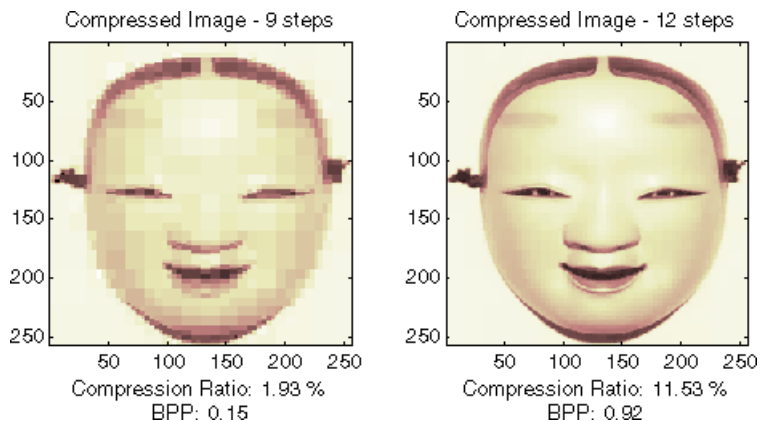 Compressed Image - 9 steps
50
100
150
200
250
50 100 150 200 250
Compression Ratio: 1.93 %
BPP: 0.15
Compressed Image - 12 steps
50
100
150
200
250
50 100 150 200 250
Compression Ratio: 11.53 %
BPP: 0.92